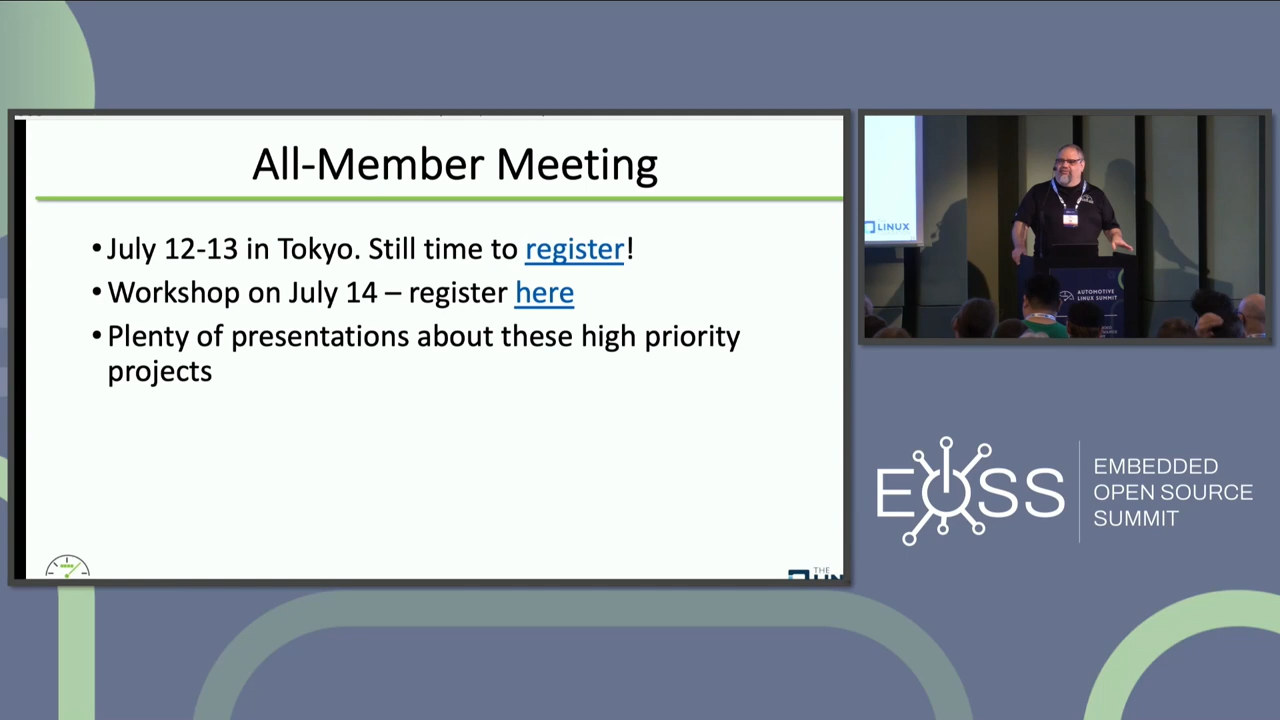 All-Member Meeting
• July 12-13 in Tokyo. Still time to register!
• Workshop on July 14 – register here
• Plenty of presentations about these high priority
projects
THE
LINUX
AUTOMOTIVE
LINUX SUMMIT
EOSS
EMBEDDED
OPEN SOURCE
SUMMIT